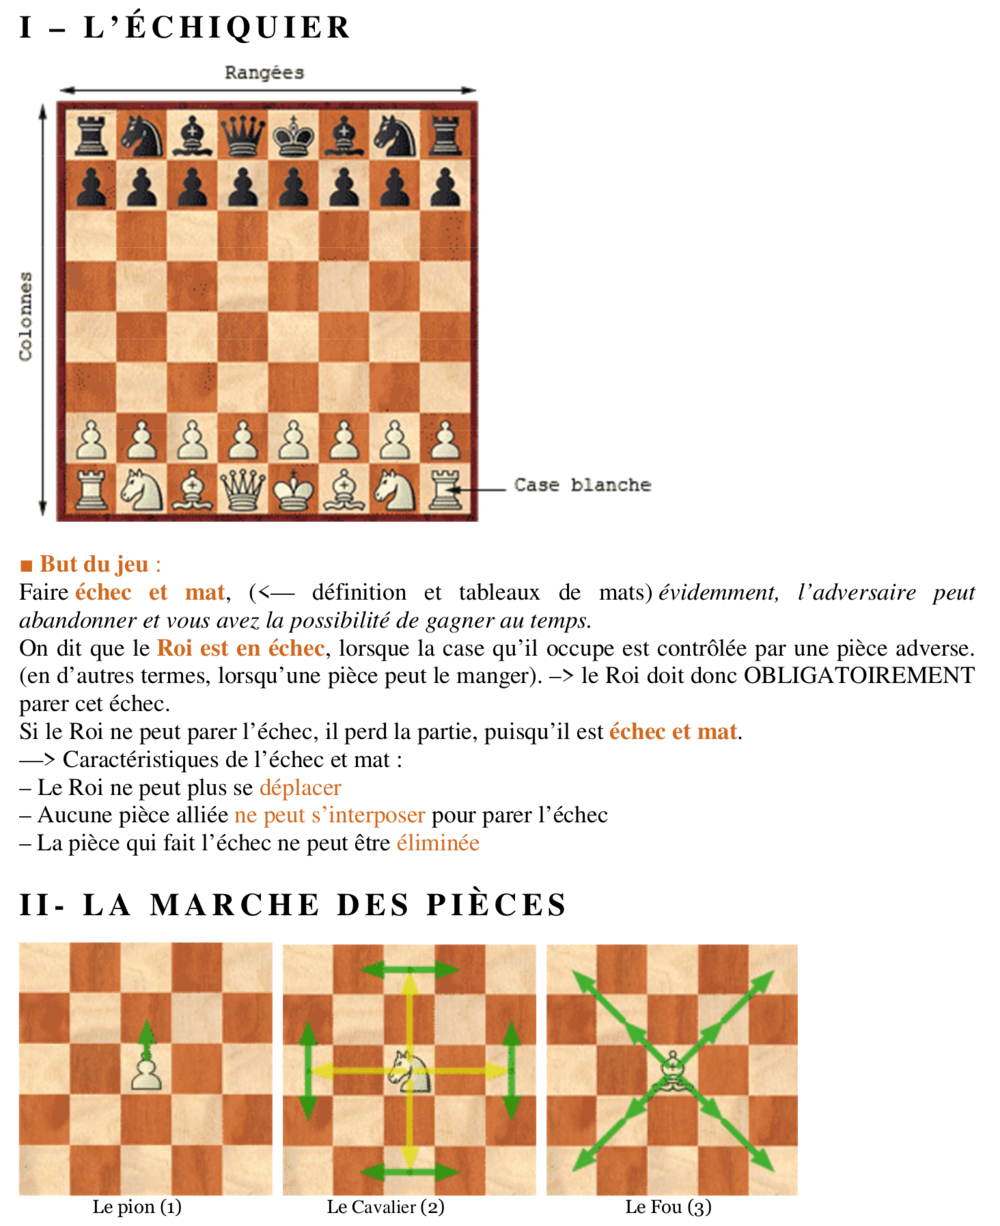 I – L’ÉCHIQUIER
Rangées
Colonnes
Case blanche
■ But du jeu :
Faire échec et mat, (<— définition et tableaux de mats) évidemment, l’adversaire peut
abandonner et vous avez la possibilité de gagner au temps.
On dit que le Roi est en échec, lorsque la case qu’il occupe est contrôlée par une pièce adverse.
(en d’autres termes, lorsqu’une pièce peut le manger). –> le Roi doit donc OBLIGATOIREMENT
parer cet échec.
Si le Roi ne peut parer l’échec, il perd la partie, puisqu’il est échec et mat.
—> Caractéristiques de l’échec et mat :
– Le Roi ne peut plus se déplacer
– Aucune pièce alliée ne peut s’interposer pour parer l’échec
– La pièce qui fait l’échec ne peut être éliminée
II- LA MARCHE DES PIÈCES
Le pion (1)
Le Cavalier (2)
Le Fou (3)